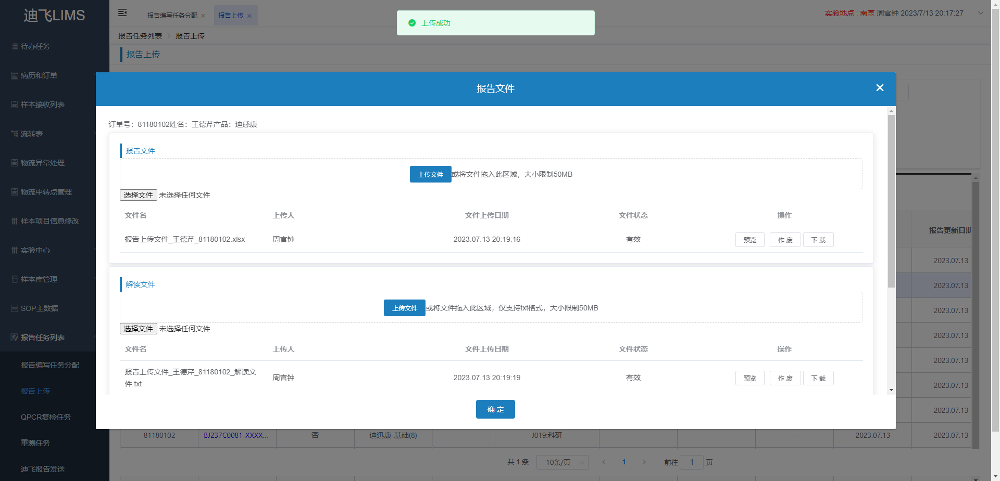 迪飞LIMS
待办任务
病历和订单
样本接收列表
流转表
物流异常处理
物流中转点管理
样本项目信息修改
实验中心
样本库管理
SOP主数据
报告任务列表
报告编写任务分配
报告上传
QPCR复检任务
重测任务
迪飞报告发送
报告编写任务分配 × 报告上传 ×
上传成功
实验地点 : 南京 周官钟 2023/7/13 20:17:27
报告任务列表 > 报告上传
报告上传
报告文件
订单号：81180102姓名：王德芹产品：迪感康
报告文件
上传文件 或将文件拖入此区域，大小限制50MB
选择文件 未选择任何文件
文件名 上传人 文件上传日期 文件状态 操作
报告上传文件_王德芹_81180102.xlsx 周官钟 2023.07.13 20:19:16 有效 预览 作 废 下 载
解读文件
上传文件 或将文件拖入此区域，仅支持txt格式，大小限制50MB
选择文件 未选择任何文件
文件名 上传人 文件上传日期 文件状态 操作
报告上传文件_王德芹_81180102_解读文
件.txt 周官钟 2023.07.13 20:19:19 有效 预览 作 废 下 载
确 定
报告更新日期
2023.07.13
2023.07.13
2023.07.13
2023.07.13
2023.07.13
2023.07.13
2023.07.13
81180102 BJ237C0081-XXXX... 否 迪迅康-基础(8) -- J019:科研 -- 2023.07.13 2023.07.13
共 1 条 10条/页 < 1 > 前往 1 页